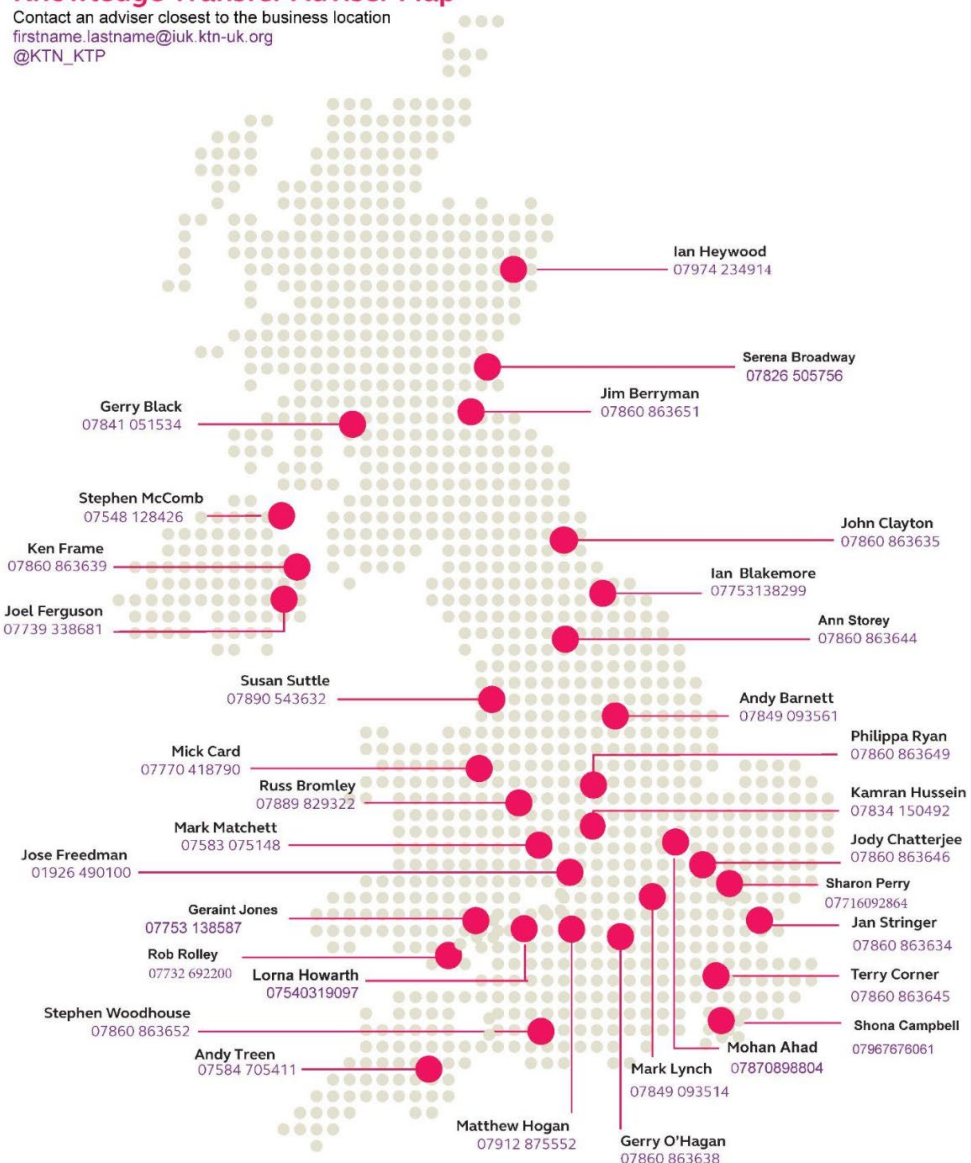 Knowledge Transfer Adviser Map
Contact an adviser closest to the business location
firstname.lastname@iuk.ktn-uk.org
@KTN_KTP
Ian Heywood
07974 234914
Serena Broadway
07826 505756
Jim Berryman
07860 863651
Gerry Black
07841 051534
Stephen McComb
07548 128426
John Clayton
07860 863635
Ken Frame
07860 863639
Ian Blakemore
07753138299
Joel Ferguson
07739 338681
Ann Storey
07860 863644
Susan Suttle
07890 543632
Andy Barnett
07849 093561
Philippa Ryan
07860 863649
Mick Card
07770 418790
Russ Bromley
07889 829322
Kamran Hussein
07834 150492
Mark Matchett
07583 075148
Jody Chatterjee
07860 863646
Jose Freedman
01926 490100
Sharon Perry
07716092864
Geraint Jones
07753 138587
Jan Stringer
07860 863634
Rob Rolley
07732 692200
Lorna Howarth
07540319097
Terry Corner
07860 863645
Stephen Woodhouse
07860 863652
Shona Campbell
07967676061
Mohan Ahad
07870898804
Andy Treen
07584 705411
Mark Lynch
07849 093514
Matthew Hogan
07912 875552
Gerry O'Hagan
07860 863638